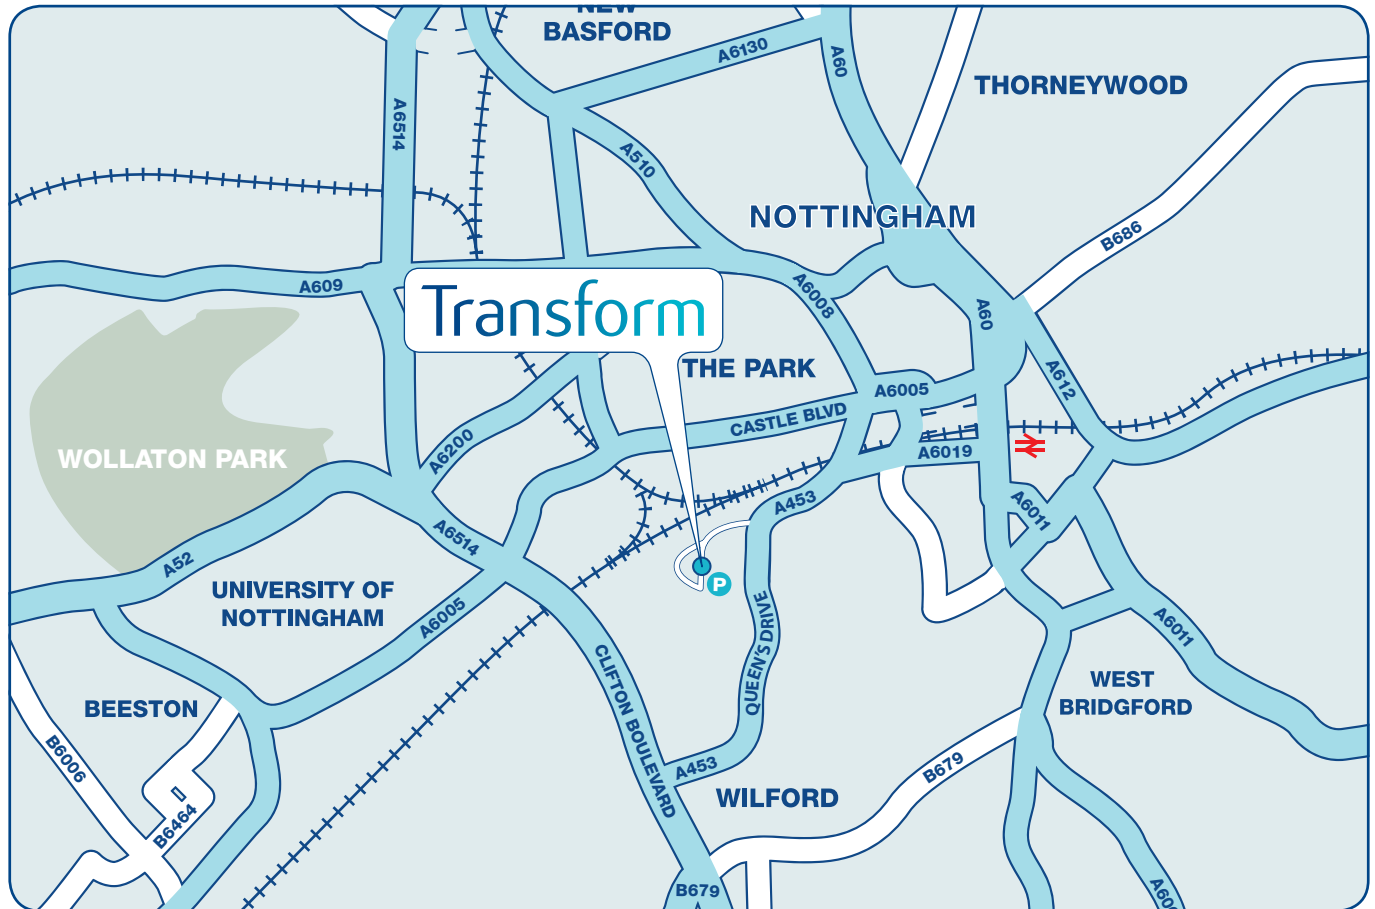 NEW
BASFORD
A6130
A60
THORNEYWOOD
A6514
A510
NOTTINGHAM
B686
A609
A6008
A60
Transform
THE PARK
A6005
A612
CASTLE BLVD
WOLLATON PARK
A6200
A6019
A453
A6011
A6514
A52
P
UNIVERSITY OF
NOTTINGHAM
A6005
QUEEN'S DRIVE
A6011
CLIFTON BOULEVARD
WEST
BRIDGFORD
BEESTON
B6006
A453
B679
WILFORD
B6464
B679